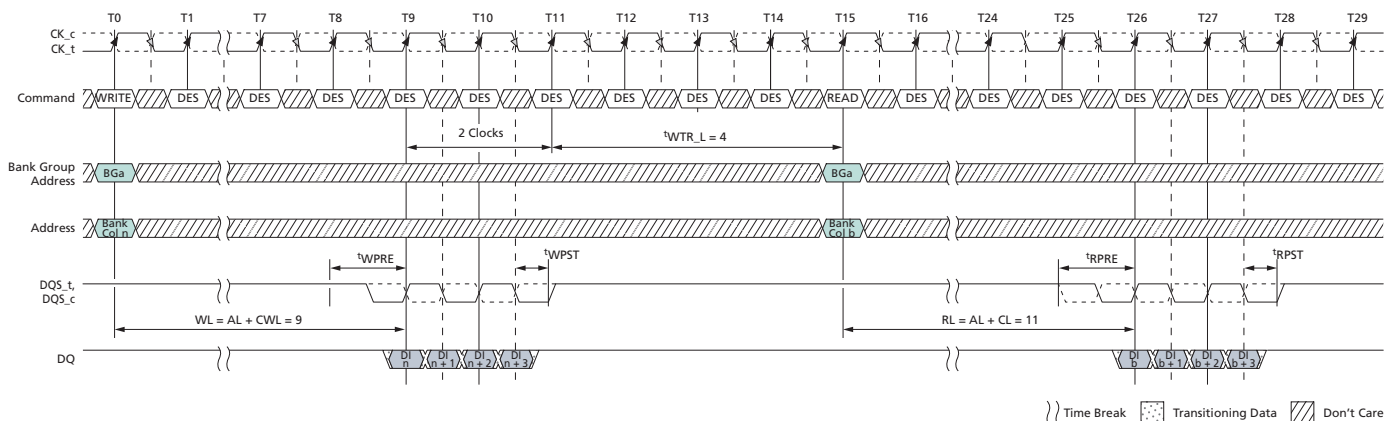 T0 T1 T7 T8 T9 T10 T11 T12 T13 T14 T15 T16 T24 T25 T26 T27 T28 T29
CK_c
CK_t
Command WRITE DES DES DES DES DES DES DES DES DES READ DES DES DES DES DES DES DES
2 Clocks tWTR_L = 4
Bank Group
Address BGa BGa
Address Bank
Col n Bank
Col b
tWPRE tWPST tRPRE tRPST
DQS_t,
DQS_c
WL = AL + CWL = 9 RL = AL + CL = 11
DQ DI
n DI
n + 1 DI
n + 2 DI
n + 3 DI
b DI
b + 1 DI
b + 2 DI
b + 3
Time Break Transitioning Data Don't Care